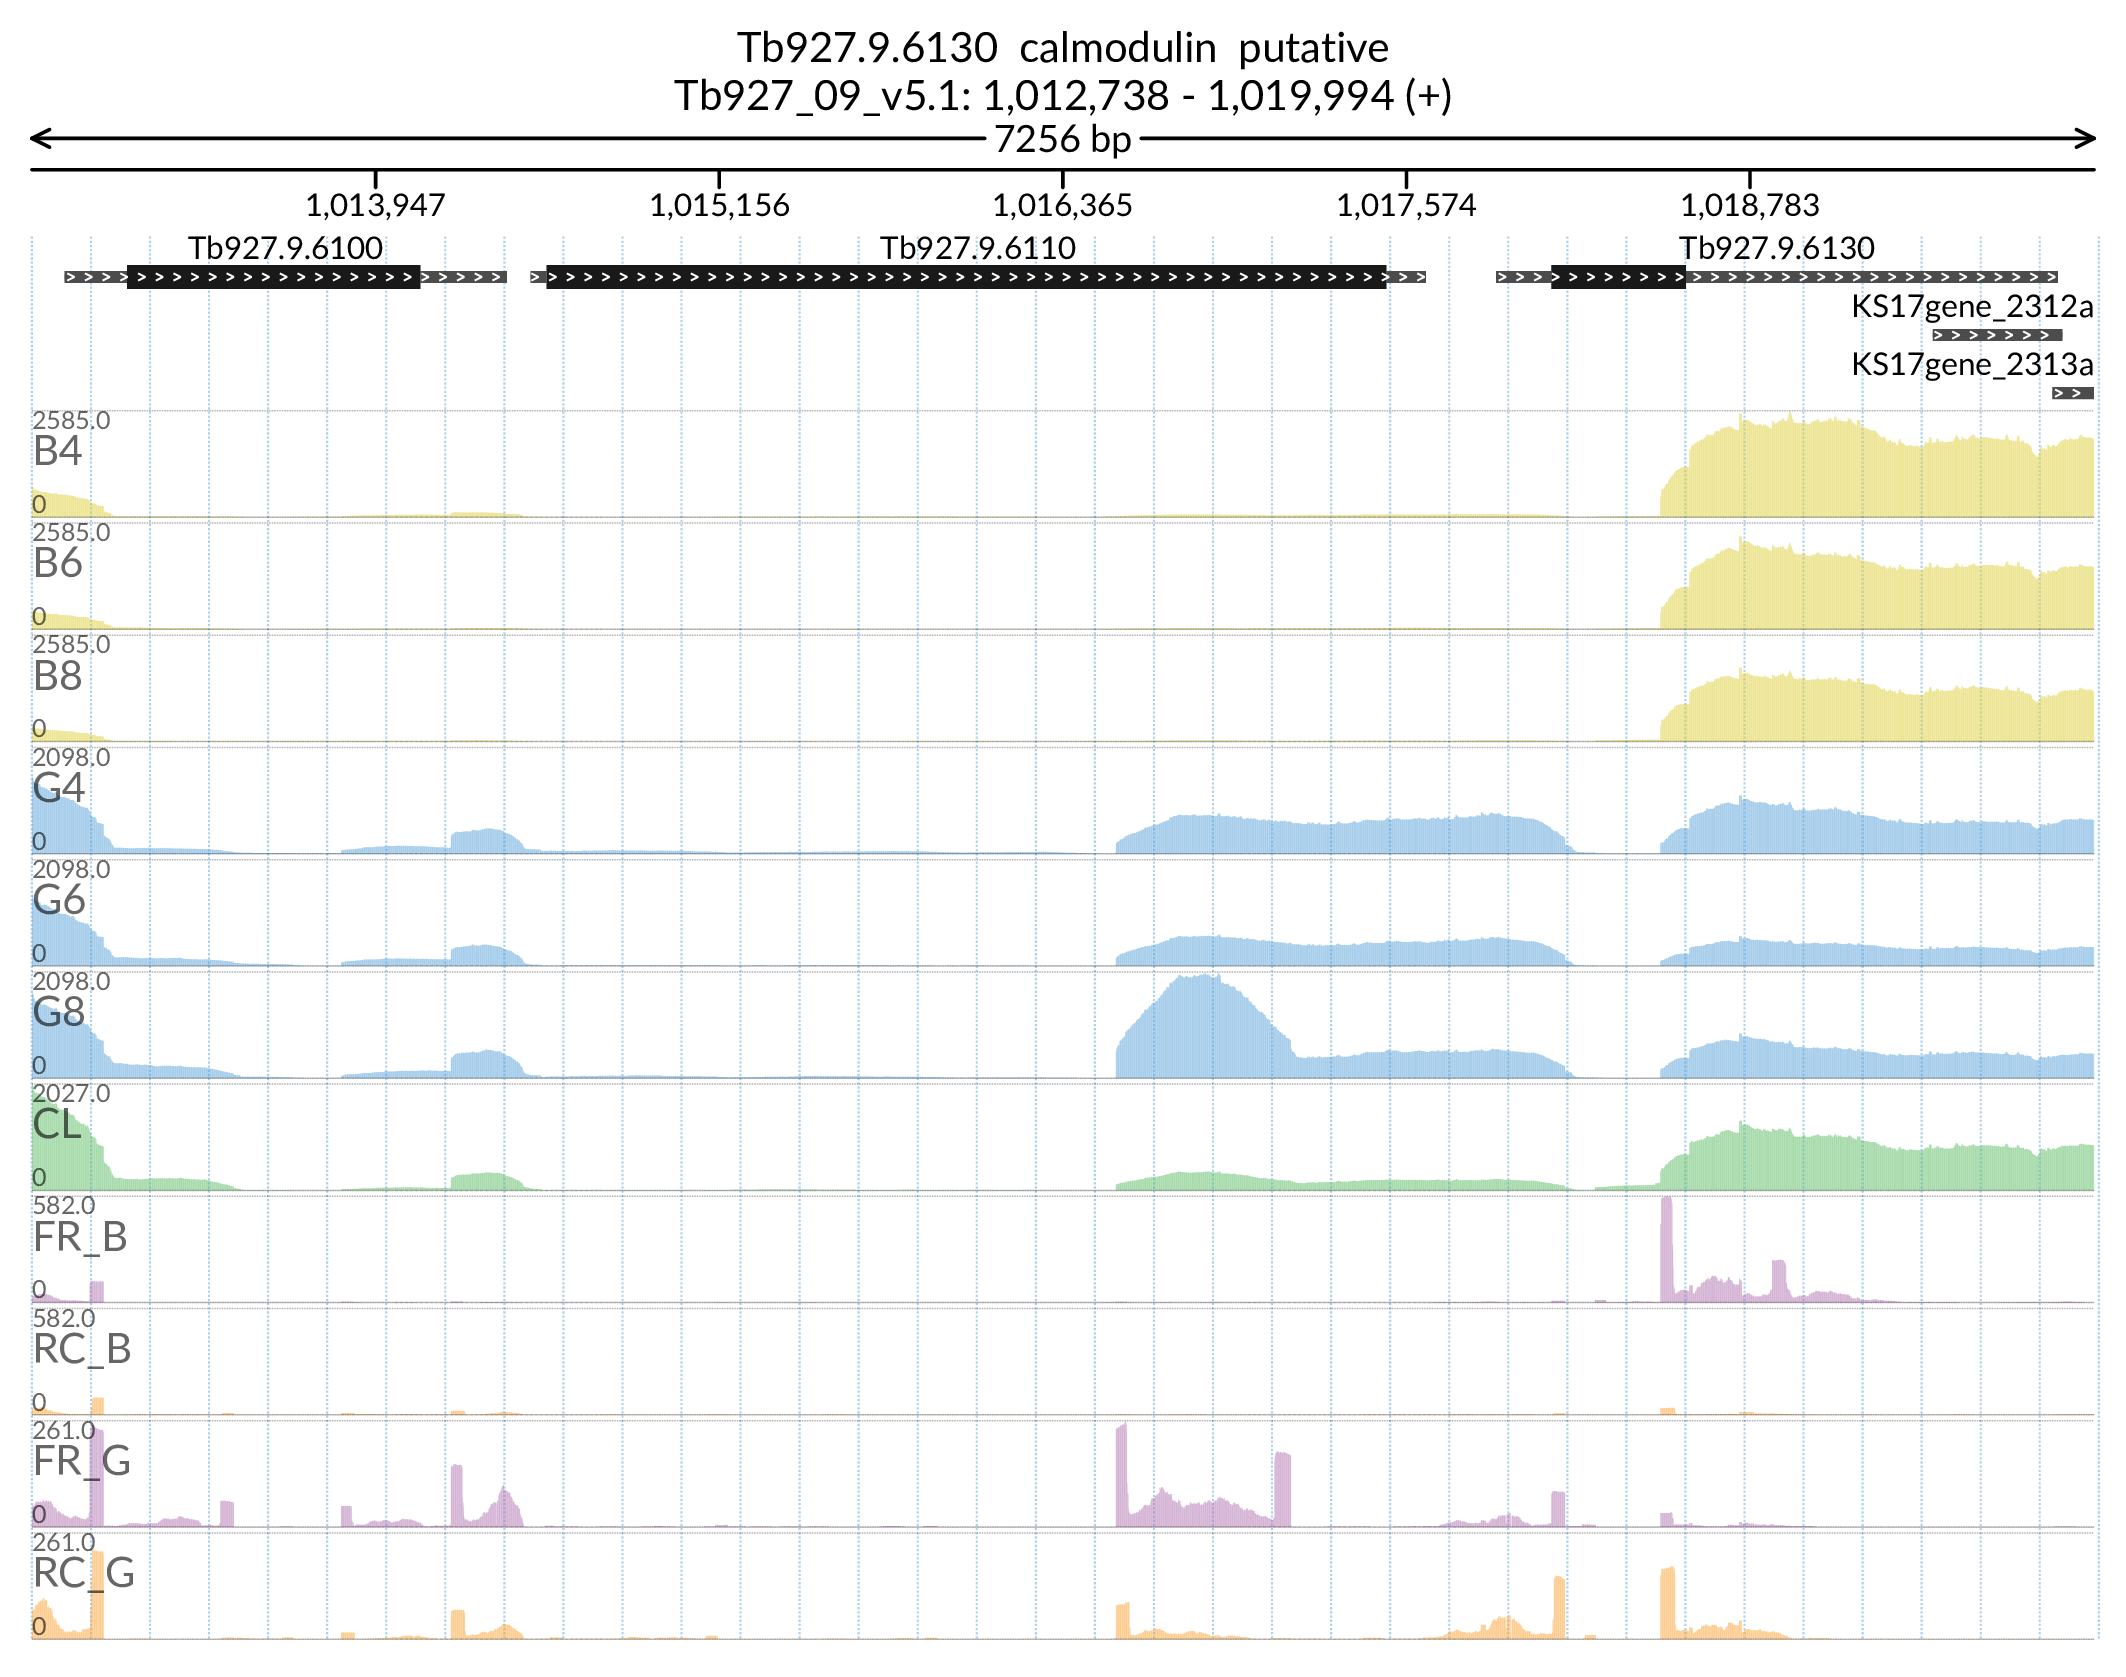 Tb927.9.6130 calmodulin putative
Tb927_09_v5.1: 1,012,738 - 1,019,994 (+)
7256 bp
1,013,947 1,015,156 1,016,365 1,017,574 1,018,783
Tb927.9.6100 Tb927.9.6110 Tb927.9.6130
KS17gene_2312a
KS17gene_2313a
2585.0
B4
0
2585.0
B6
0
2585.0
B8
0
2098.0
G4
0
2098.0
G6
0
2098.0
G8
0
2027.0
CL
0
582.0
FR_B
0
582.0
RC_B
0
261.0
FR_G
0
261.0
RC_G
0